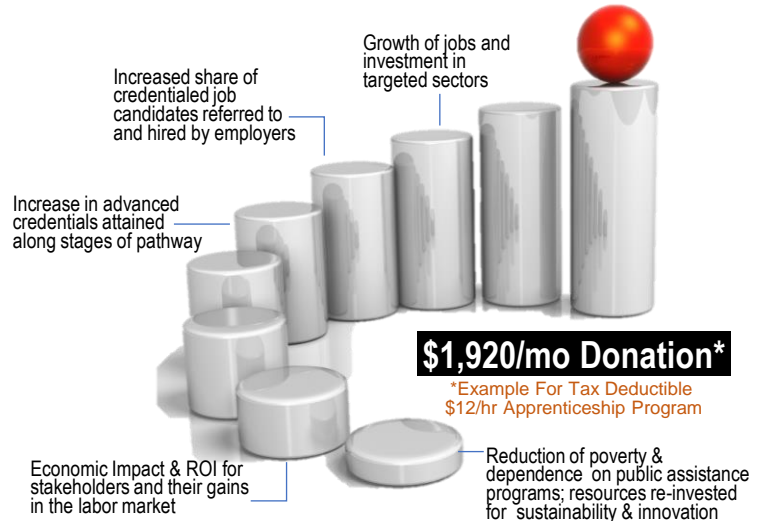 Growth of jobs and
investment in
targeted sectors
Increased share of
credentialed job
candidates referred to
and hired by employers
Increase in advanced
credentials attained
along stages of pathway
$1,920/mo Donation*
*Example For Tax Deductible
$12/hr Apprenticeship Program
Economic Impact & ROI for
stakeholders and their gains
in the labor market
Reduction of poverty &
dependence on public assistance
programs; resources re-invested
for sustainability & innovation